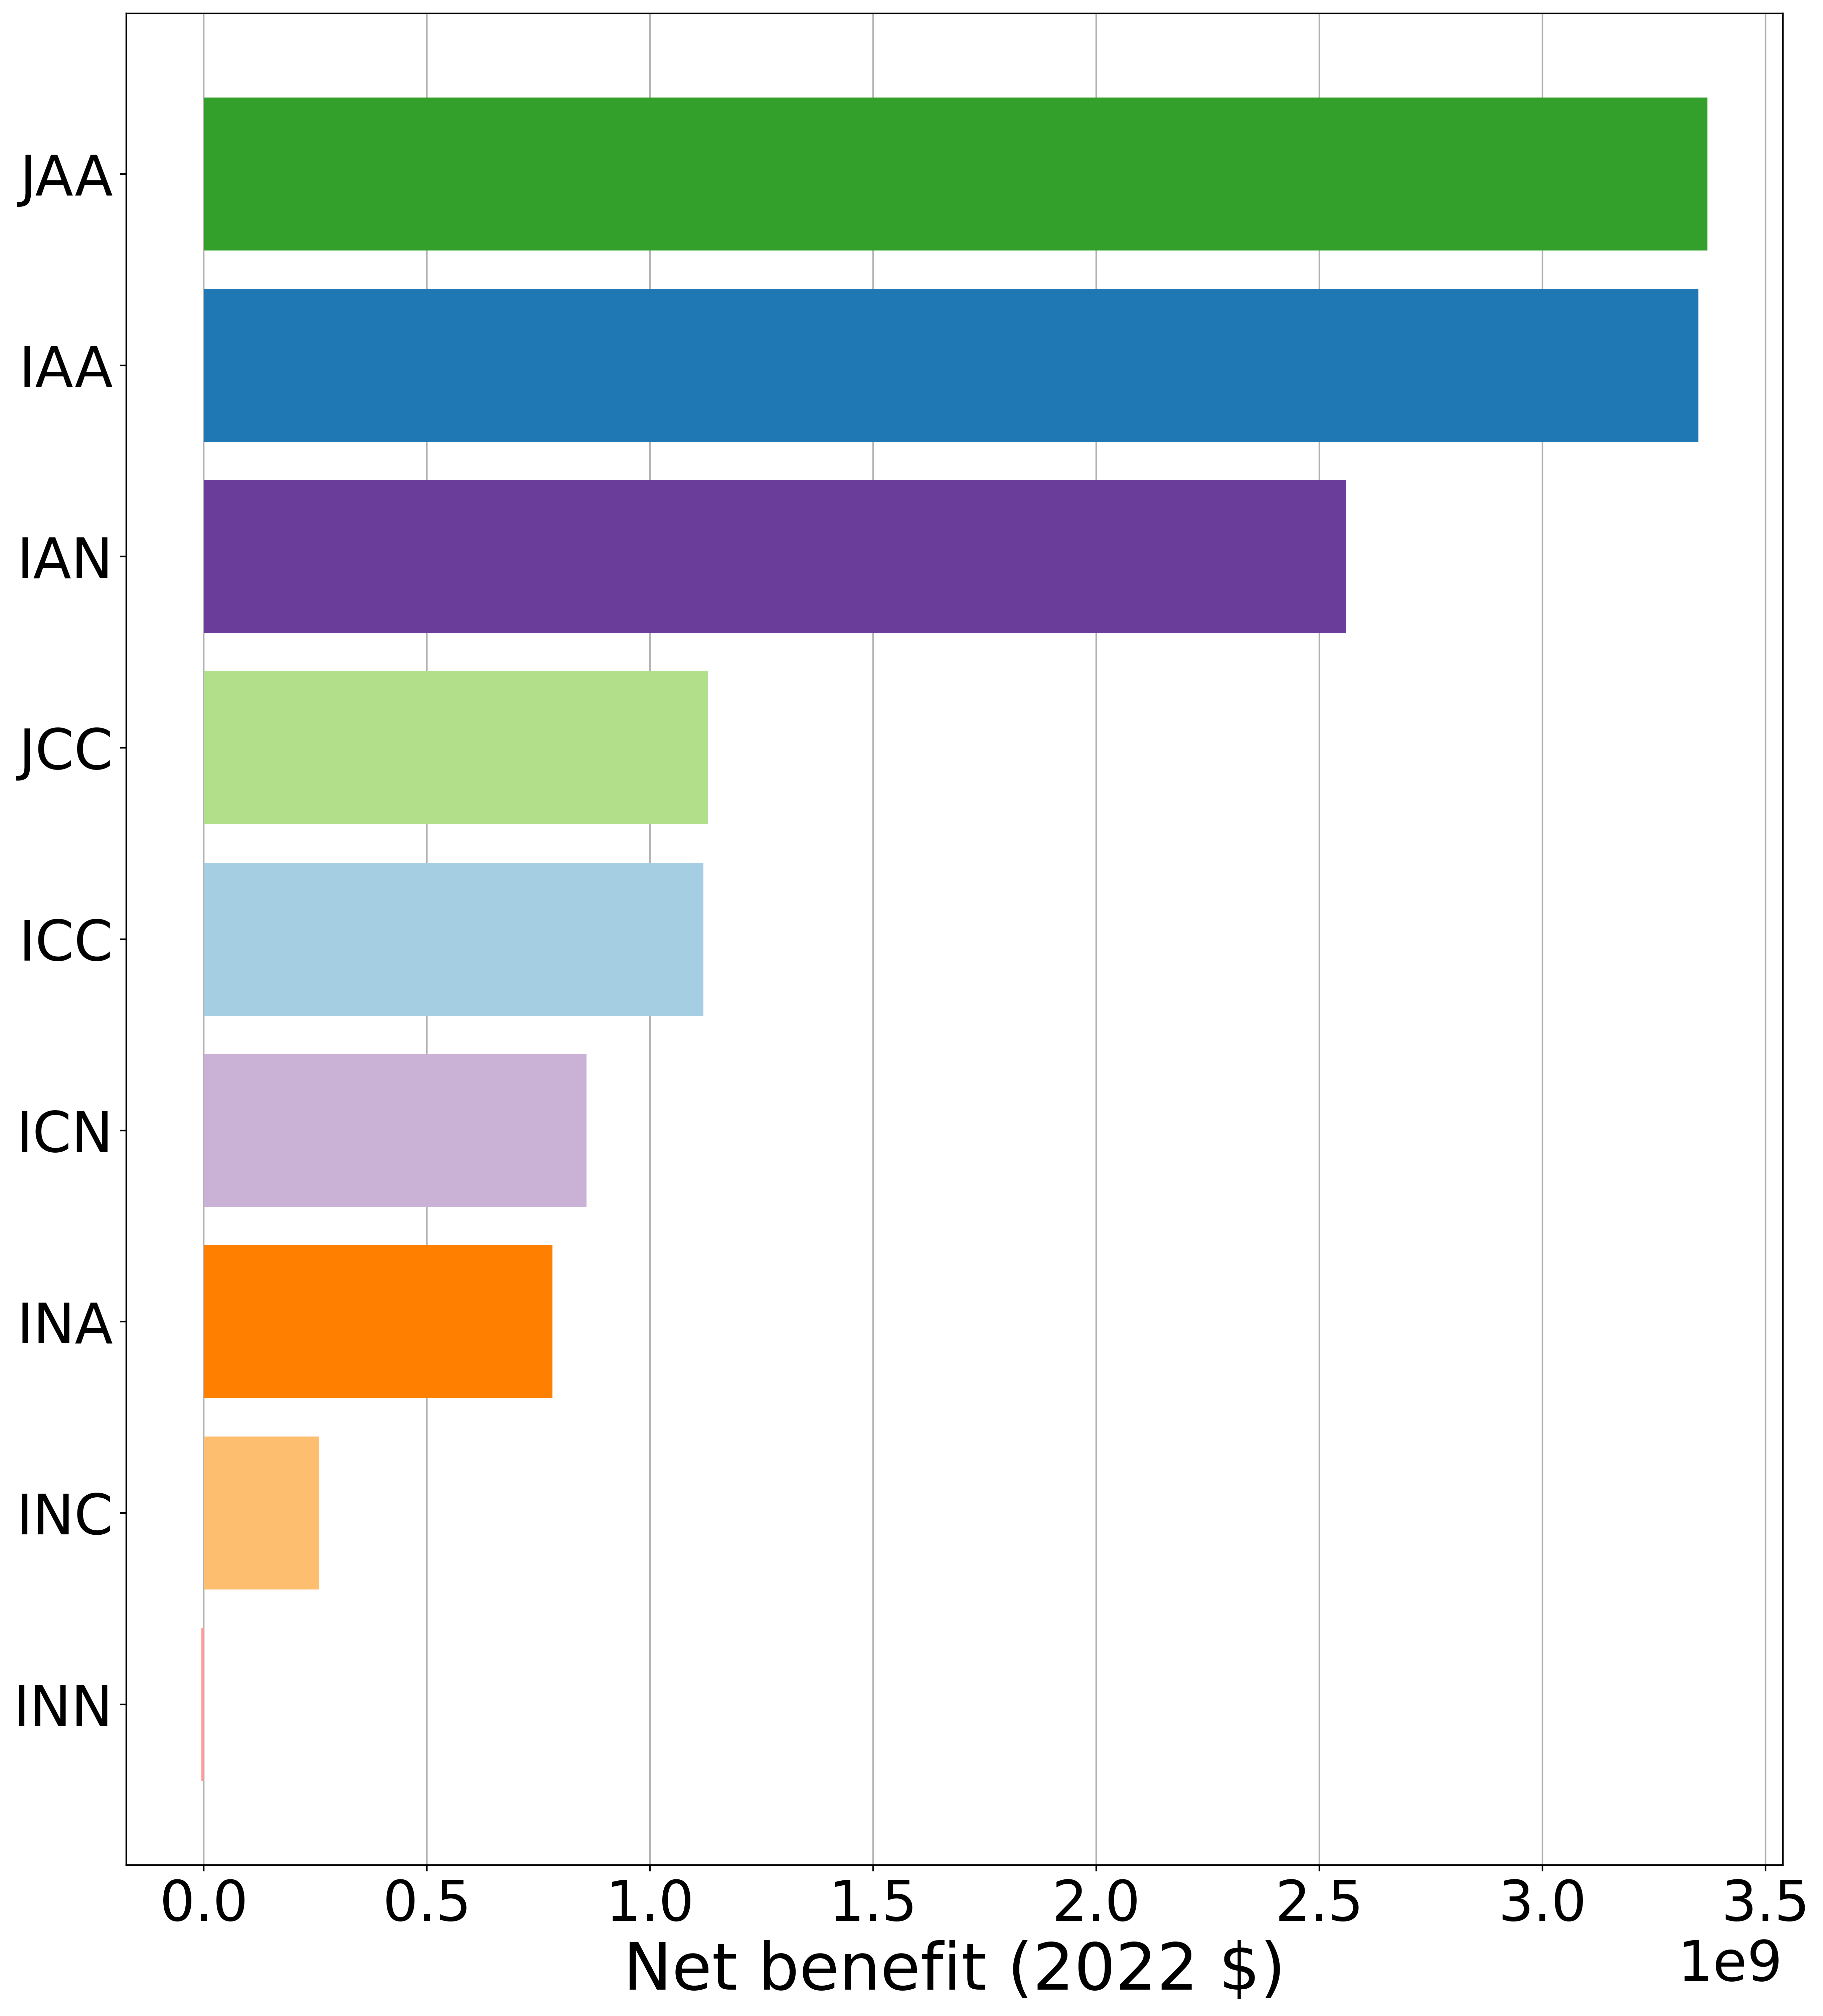 JAA
IAA
IAN
JCC
ICC
ICN
INA
INC
INN
0.0 0.5 1.0 1.5 2.0 2.5 3.0 3.5
Net benefit (2022 $)
1e9